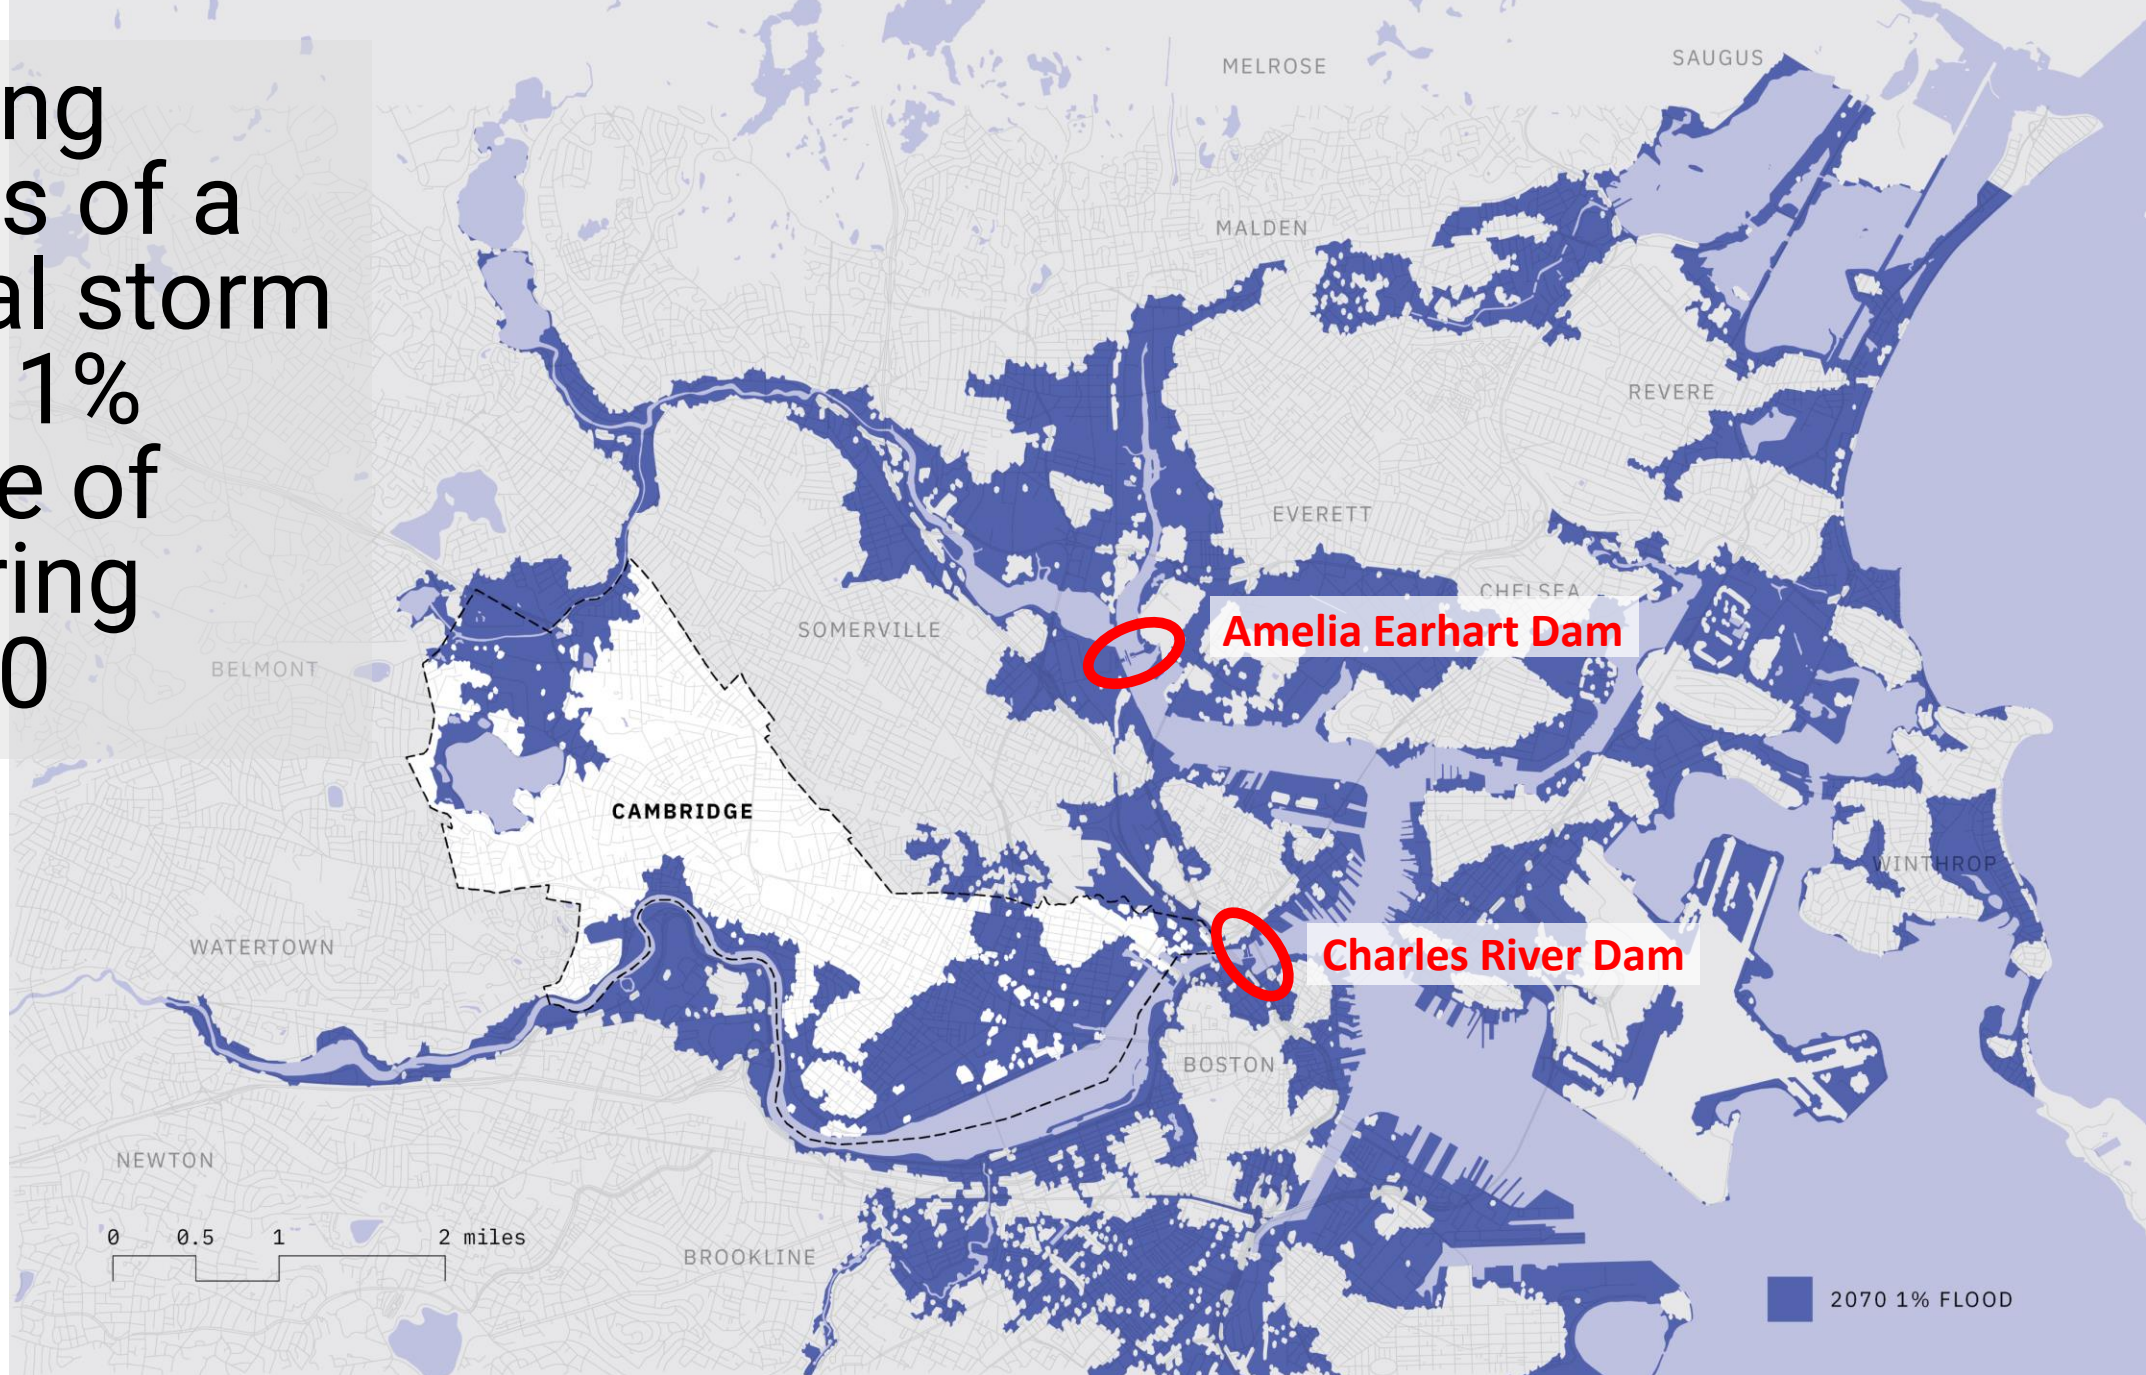 ng
s of a
al storm
1%
e of
ring
0
MELROSE
SAUGUS
MALDEN
REVERE
EVERETT
CHELSEA
SOMERVILLE
Amelia Earhart Dam
BELMONT
CAMBRIDGE
WINTHROP
WATERTOWN
Charles River Dam
BOSTON
NEWTON
BROOKLINE
0 0.5 1 2 miles
2070 1% FLOOD